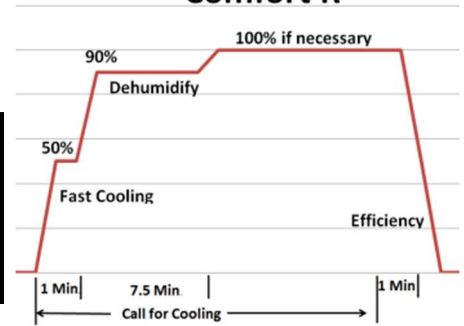 100% if necessary
90%
Dehumidify
50%
Fast Cooling
Efficiency
1 Min
7.5 Min
1 Min
Call for Cooling